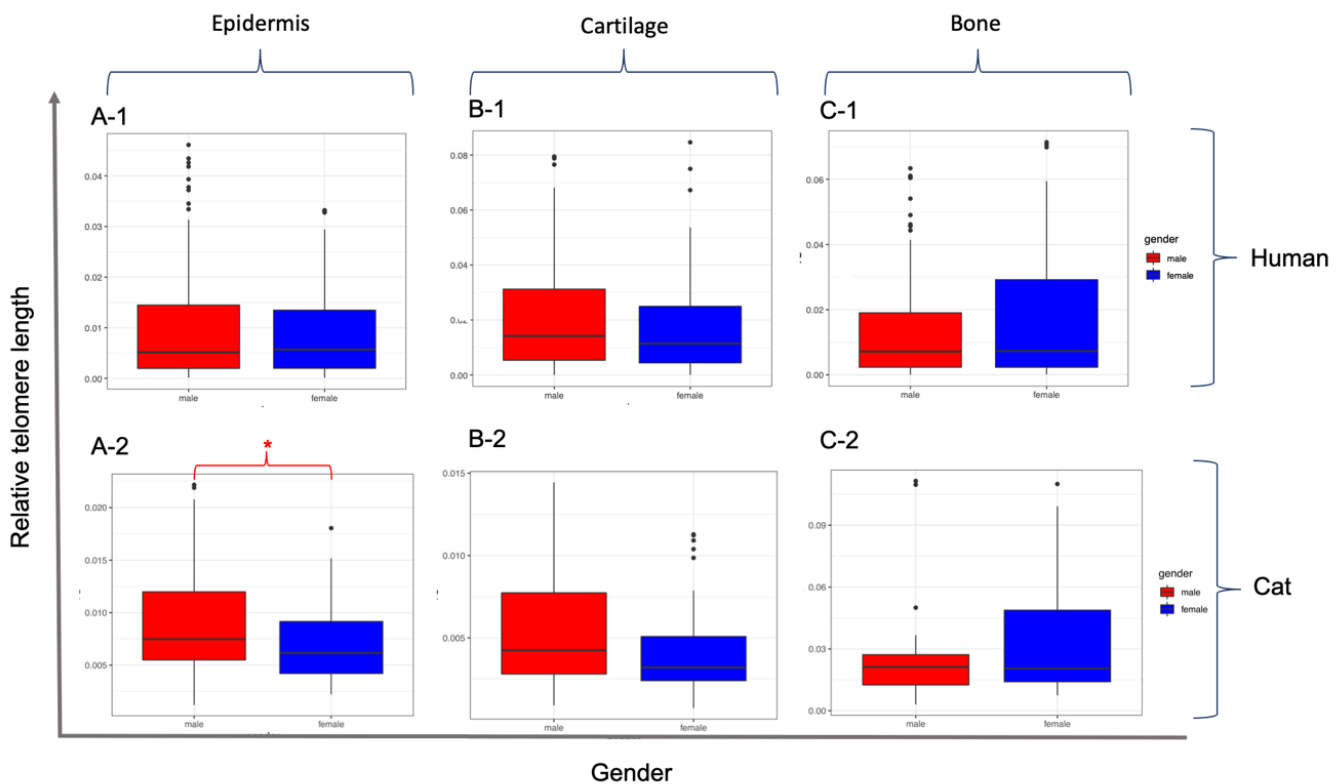 Epidermis
Cartilage
Bone
A-1
B-1
C-1
0.04
0.03
0.02
0.01
0.00
male
female
0.08
0.06
0.04
0.00
male
female
0.06
0.04
0.02
0.00
male
female
gender
male
female
Human
Relative telomere length
A-2
B-2
C-2
*
0.020
0.015
0.010
0.005
male
female
0.015
0.010
0.005
male
female
0.09
0.06
0.03
0.00
male
female
gender
male
female
Cat
Gender